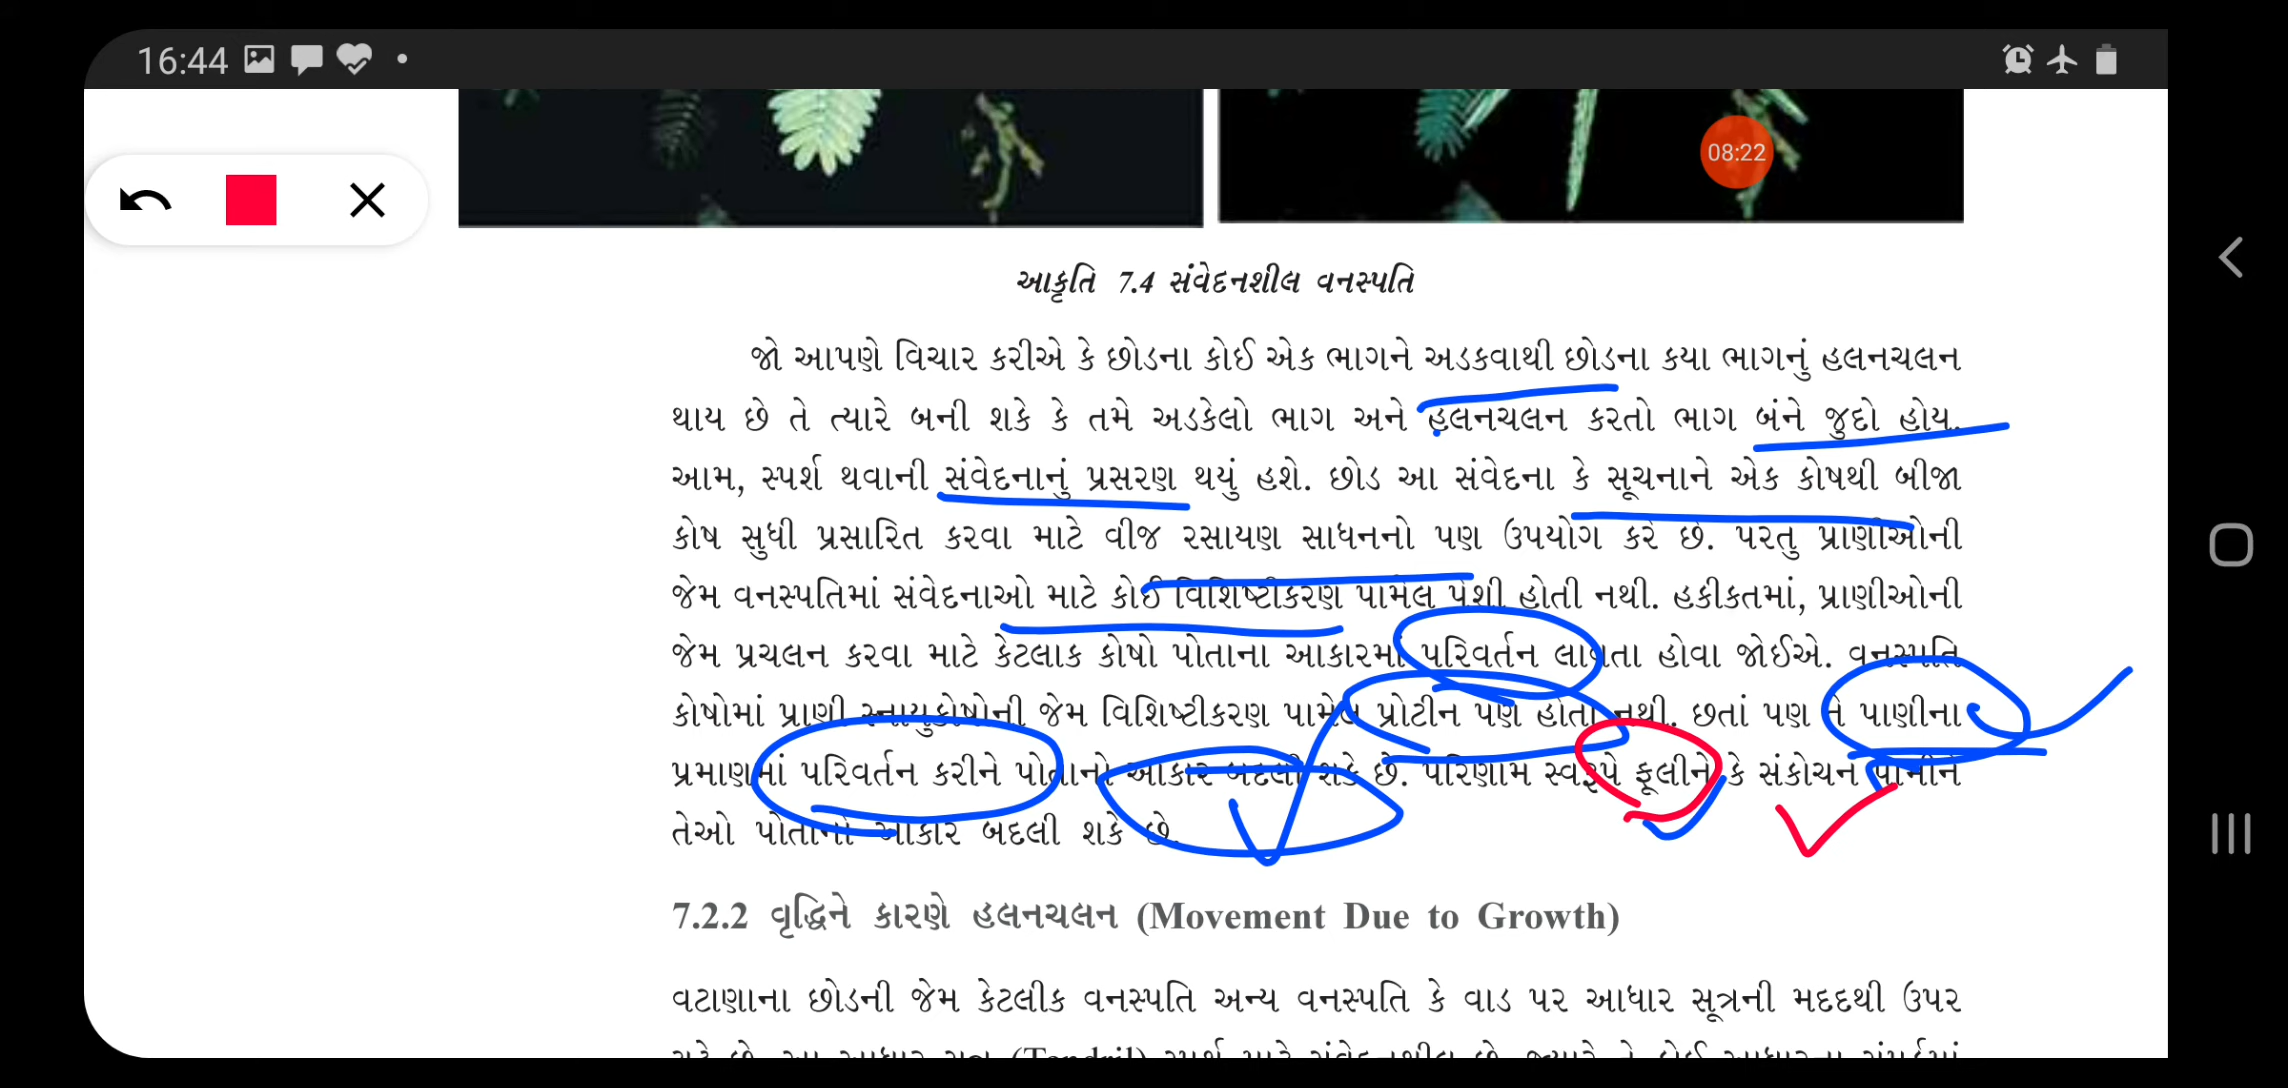 16:44
08:22
આકૃતિ 7.4 સંવેદનશીલ વનસ્પતિ
જો આપણે વિચાર કરીએ કે છોડના કોઈ એક ભાગને અડકવાથી છોડના કયા ભાગનું હલનચલન
થાય છે તે ત્યારે બની શકે કે તમે અડકેલો ભાગ અને હલનચલન કરતો ભાગ બંને જુદો હોય.
આમ, સ્પર્શ થવાની સંવેદનાનું પ્રસરણ થયું હશે. છોડ આ સંવેદના કે સૂચનાને એક કોષથી બીજા
કોષ સુધી પ્રસારિત કરવા માટે વીજ રસાયણ સાધનનો પણ ઉપયોગ કરે છે. પરંતુ પ્રાણીઓની
જેમ વનસ્પતિમાં સંવેદનાઓ માટે કોઈ વિશિષ્ટીકરણ પામેલ પેશી હોતી નથી. હકીકતમાં, પ્રાણીઓની
જેમ પ્રચલન કરવા માટે કેટલાક કોષો પોતાના આકારમાં પરિવર્તન લાવતા હોવા જોઈએ. વનસ્પતિ
કોષોમાં પ્રાણી સ્નાયુકોષોની જેમ વિશિષ્ટીકરણ પામેલ પ્રોટીન પણ હોતા નથી. છતાં પણ તે પાણીના
પ્રમાણમાં પરિવર્તન કરીને પોતાનો આકાર બદલી શકે છે. પરિણામ સ્વરૂપે ફૂલીને કે સંકોચન પામીને
તેઓ પોતાનો આકાર બદલી શકે છે.
7.2.2 વૃદ્ધિને કારણે હલનચલન (Movement Due to Growth)
વટાણાના છોડની જેમ કેટલીક વનસ્પતિ અન્ય વનસ્પતિ કે વાડ પર આધાર સૂત્રની મદદથી ઉપર